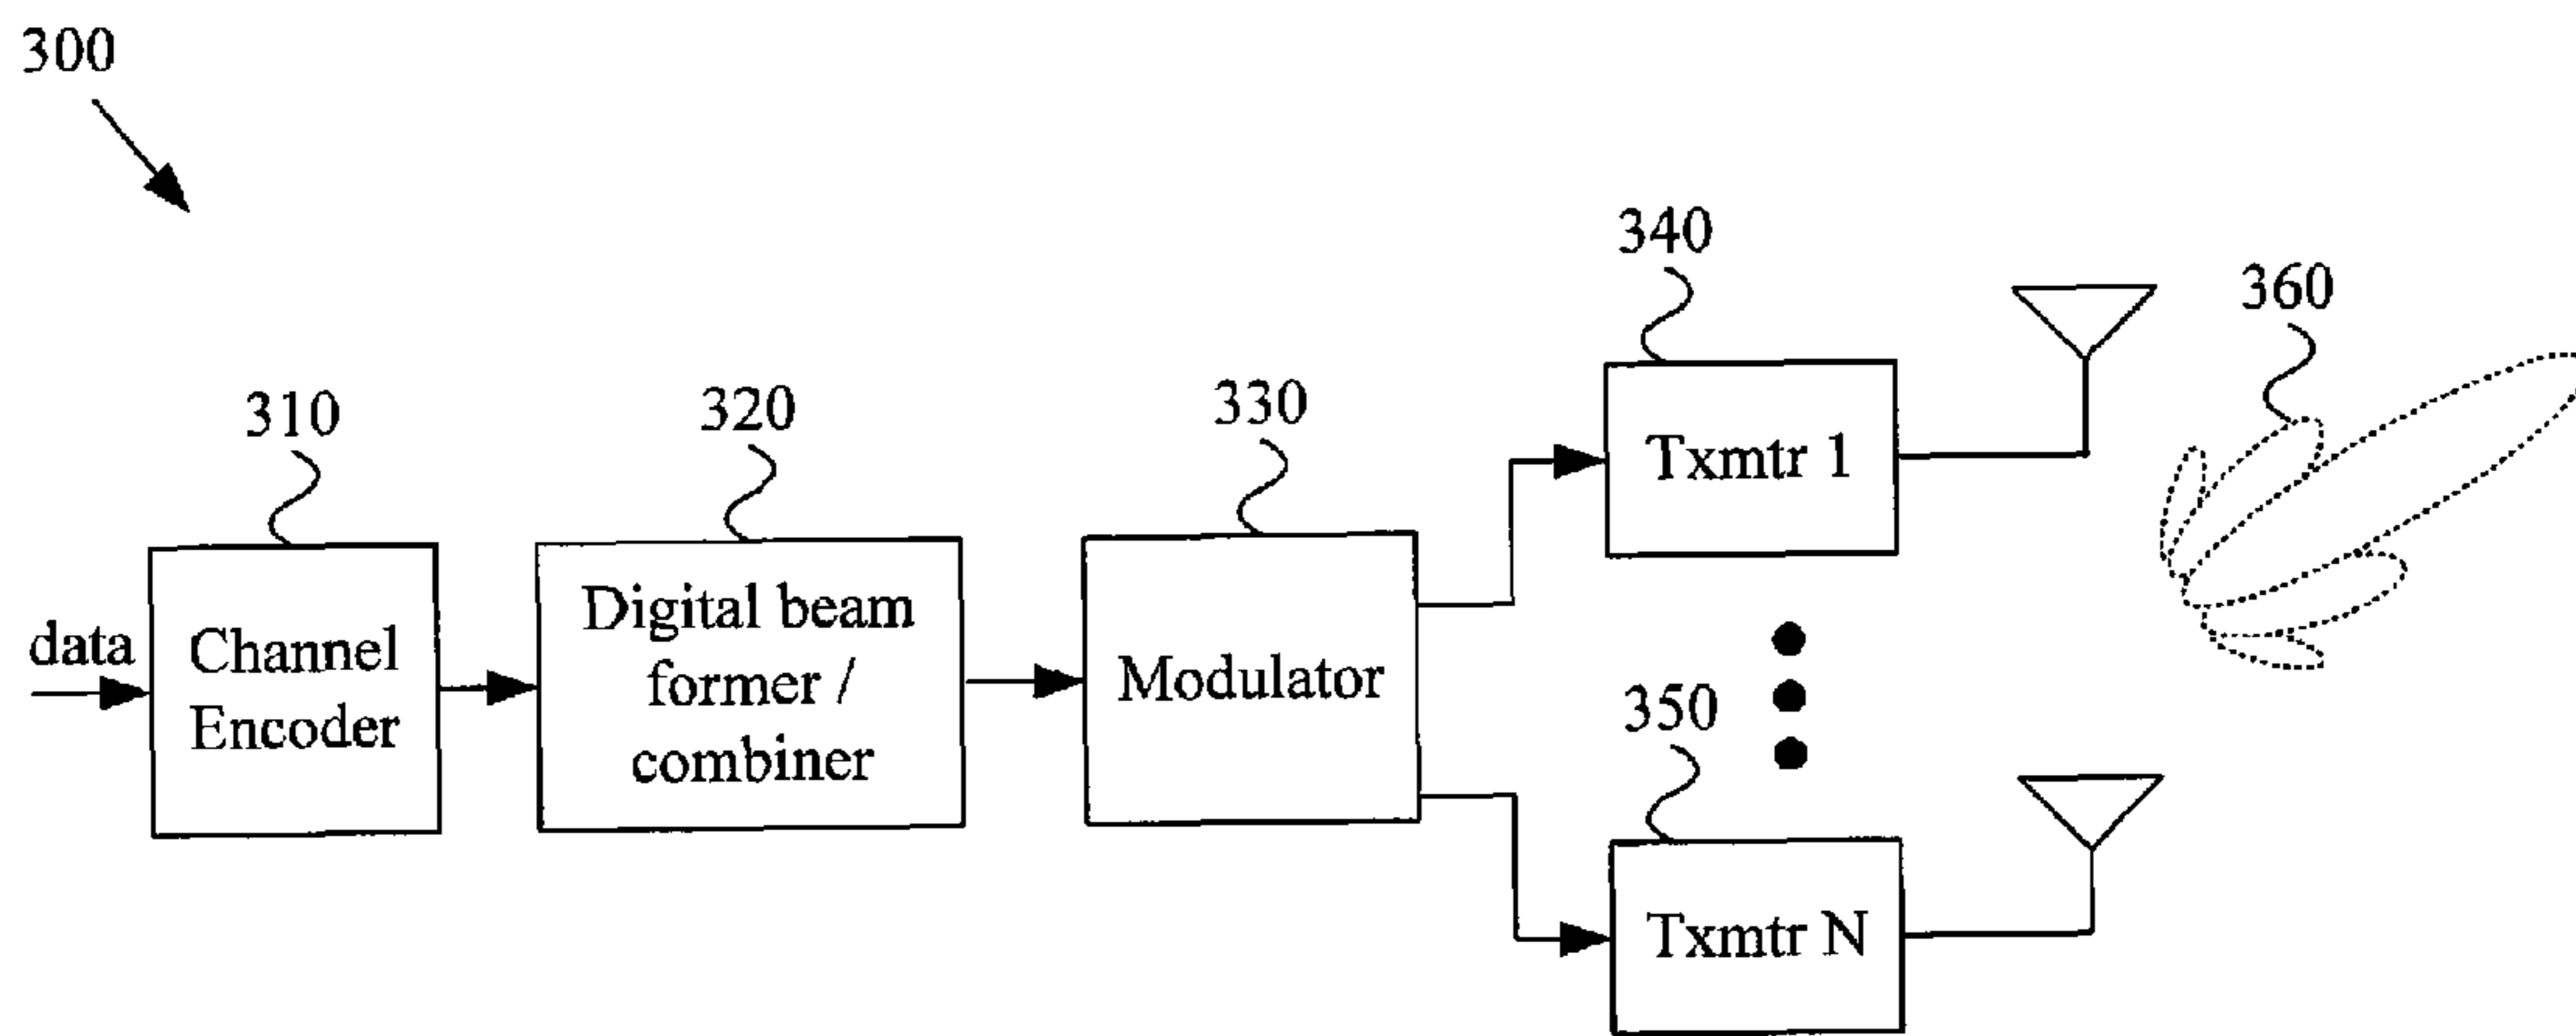 300
310
320
330
340
360
data
Channel
Encoder
Digital beam
former /
combiner
Modulator
Txmtr 1
350
Txmtr N